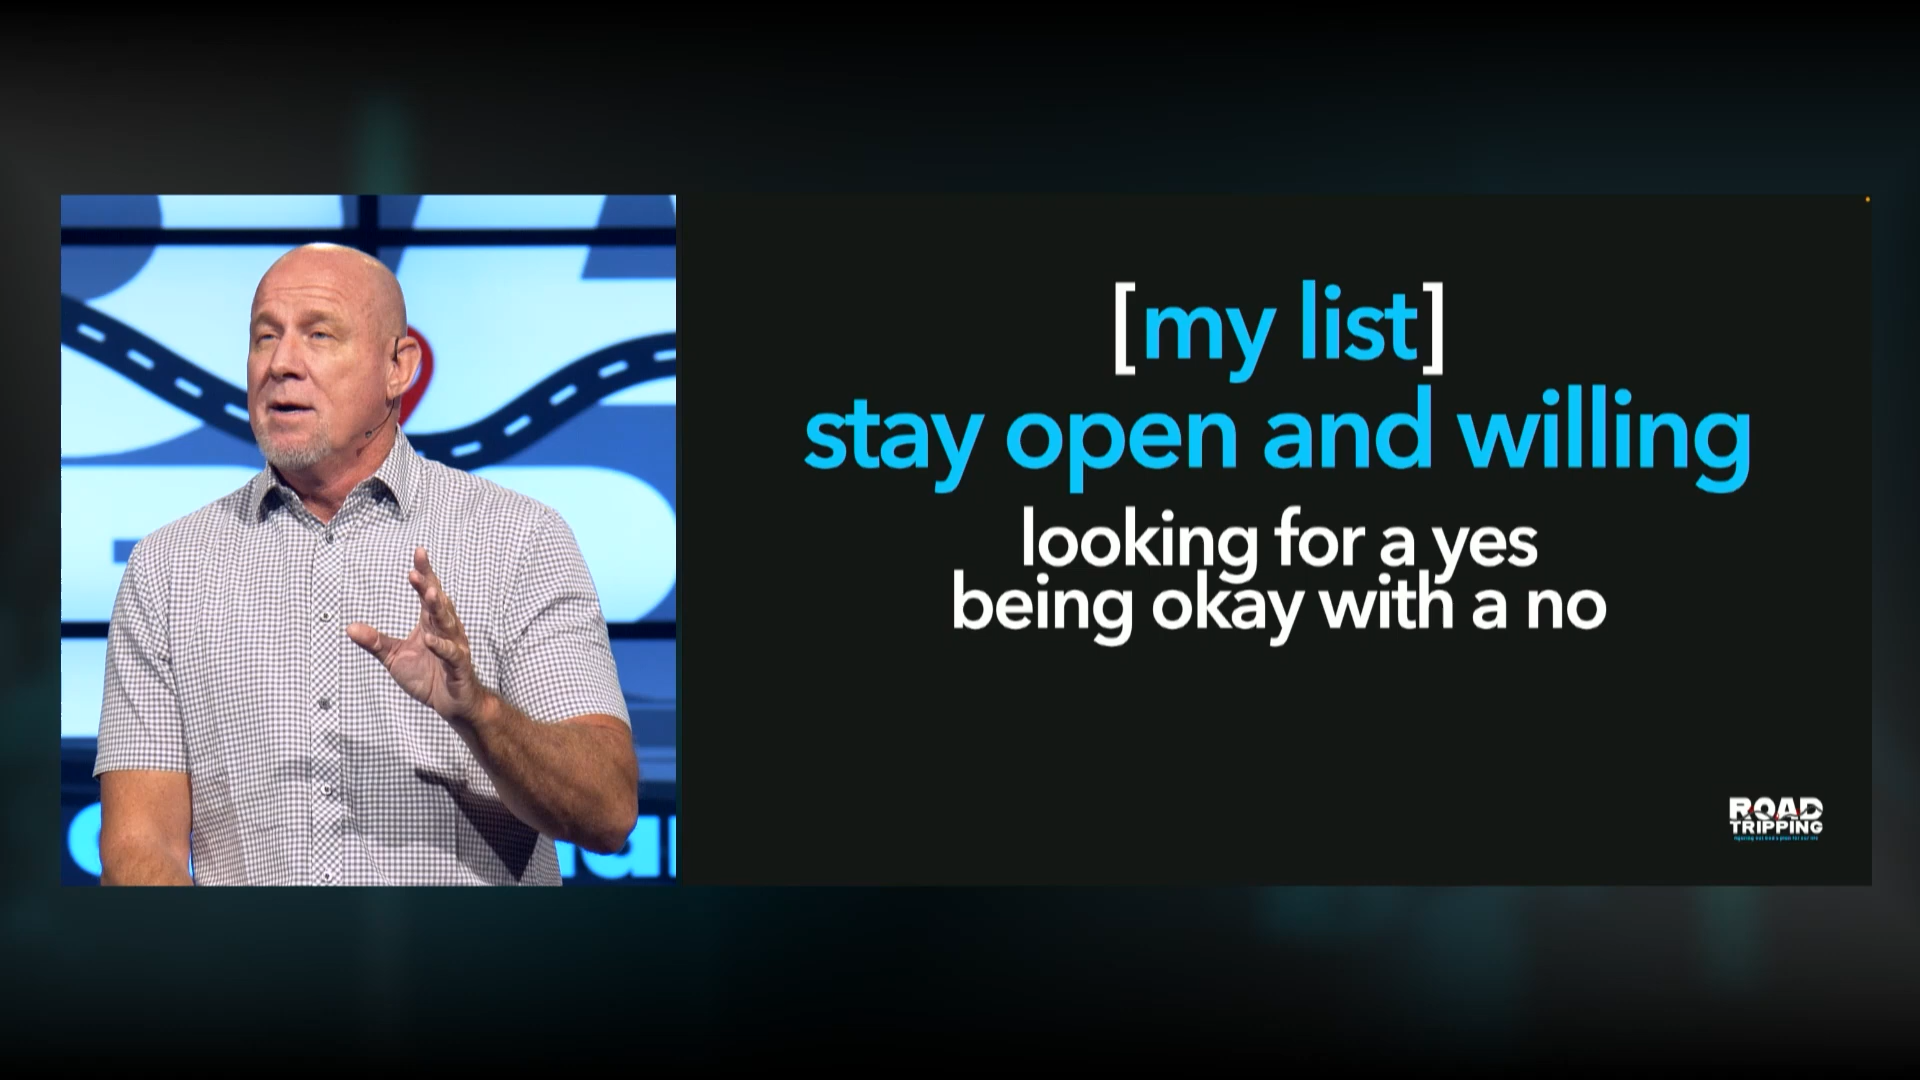 [my list]
stay open and willing
looking for a yes
being okay with a no
ROAD
TRIPPING